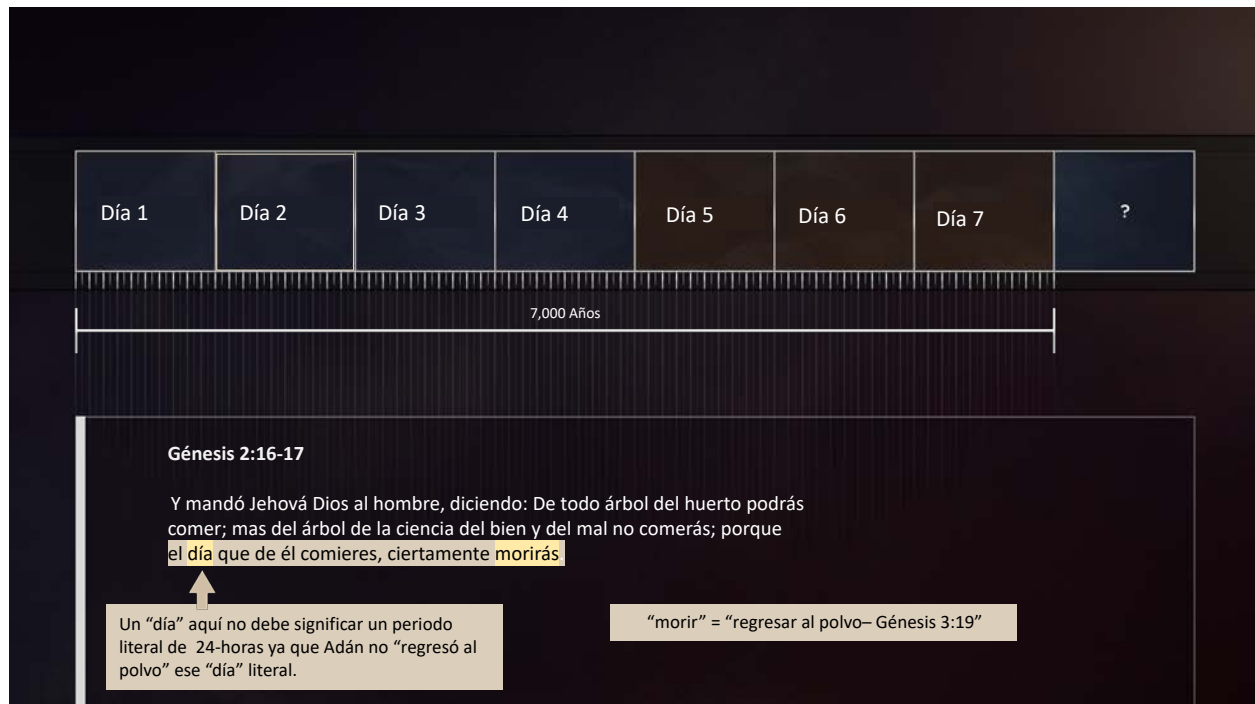 Día 1
Día 2
Día 3
Día 4
Día 5
Día 6
Día 7
?
7,000 Años
Génesis 2:16-17
Y mandó Jehová Dios al hombre, diciendo: De todo árbol del huerto podrás
comer; mas del árbol de la ciencia del bien y del mal no comerás; porque
el día que de él comieres, ciertamente morirás.
Un “día” aquí no debe significar un periodo
literal de 24-horas ya que Adán no “regresó al
polvo” ese “día” literal.
“morir” = “regresar al polvo– Génesis 3:19”